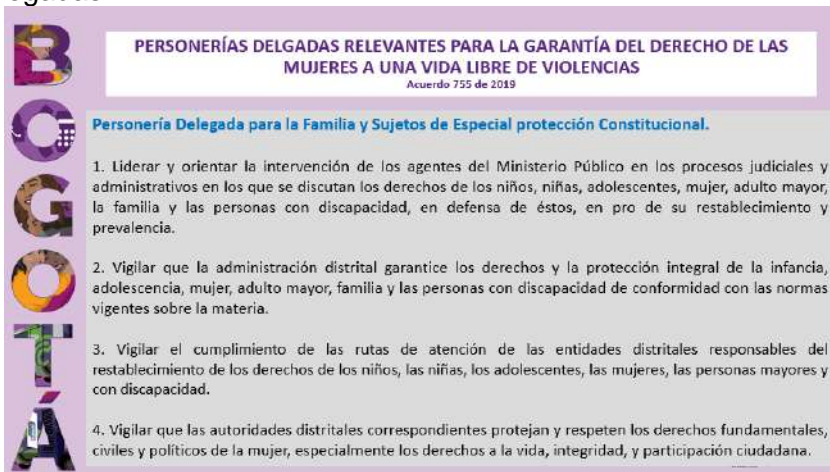 PERSONERÍAS DELGADAS RELEVANTES PARA LA GARANTÍA DEL DERECHO DE LAS
MUJERES A UNA VIDA LIBRE DE VIOLENCIAS
Acuerdo 755 de 2019
BOGOTÁ
Personería Delegada para la Familia y Sujetos de Especial protección Constitucional.
1. Liderar y orientar la intervención de los agentes del Ministerio Público en los procesos judiciales y
administrativos en los que se discutan los derechos de los niños, niñas, adolescentes, mujer, adulto mayor,
la familia y las personas con discapacidad, en defensa de éstos, en pro de su restablecimiento y
prevalencia.
2. Vigilar que la administración distrital garantice los derechos y la protección integral de la infancia,
adolescencia, mujer, adulto mayor, familia y las personas con discapacidad de conformidad con las normas
vigentes sobre la materia.
3. Vigilar el cumplimiento de las rutas de atención de las entidades distritales responsables del
restablecimiento de los derechos de los niños, las niñas, los adolescentes, las mujeres, las personas mayores y
con discapacidad.
4. Vigilar que las autoridades distritales correspondientes protejan y respeten los derechos fundamentales,
civiles y políticos de la mujer, especialmente los derechos a la vida, integridad, y participación ciudadana.